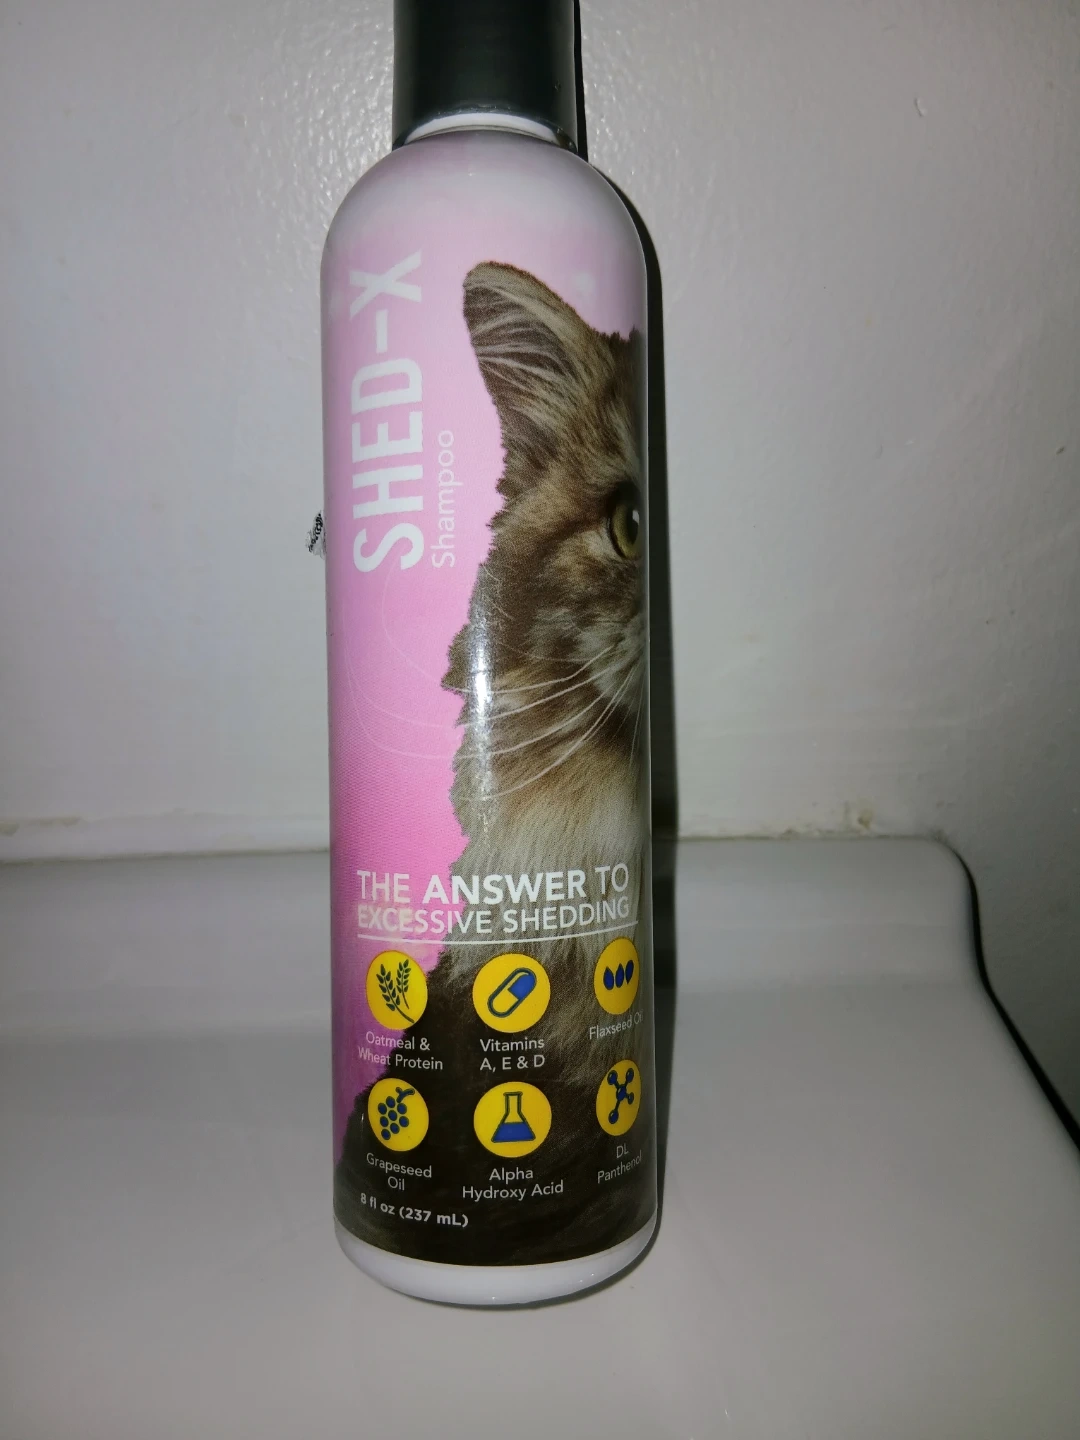 SHED-X
Shampoo
THE ANSWER TO
EXCESSIVE SHEDDING
Oatmeal &
Wheat Protein
Vitamins
A, E & D
Flaxseed
Grapeseed
Oil
Alpha
Hydroxy Acid
DL
Panthenol
8 fl oz (237 mL)